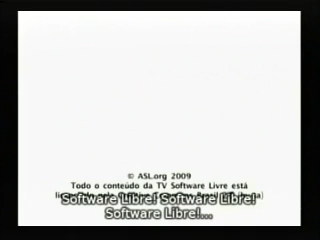 © ASL.org 2009
Todo o conteúdo da TV Software Livre está
Software Libre! Software Libre!
Software Libre!...